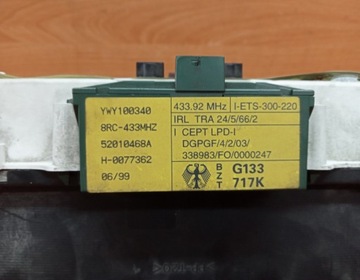 YWY100340
8RC-433MHZ
52010468A
H-0077362
06/99
433.92 MHz I-ETS-300-220
IRL TRA 24/5/66/2
I CEPT LPD-I
DGPGF/4/2/03/
338983/FO/0000247
BZT G133
717K